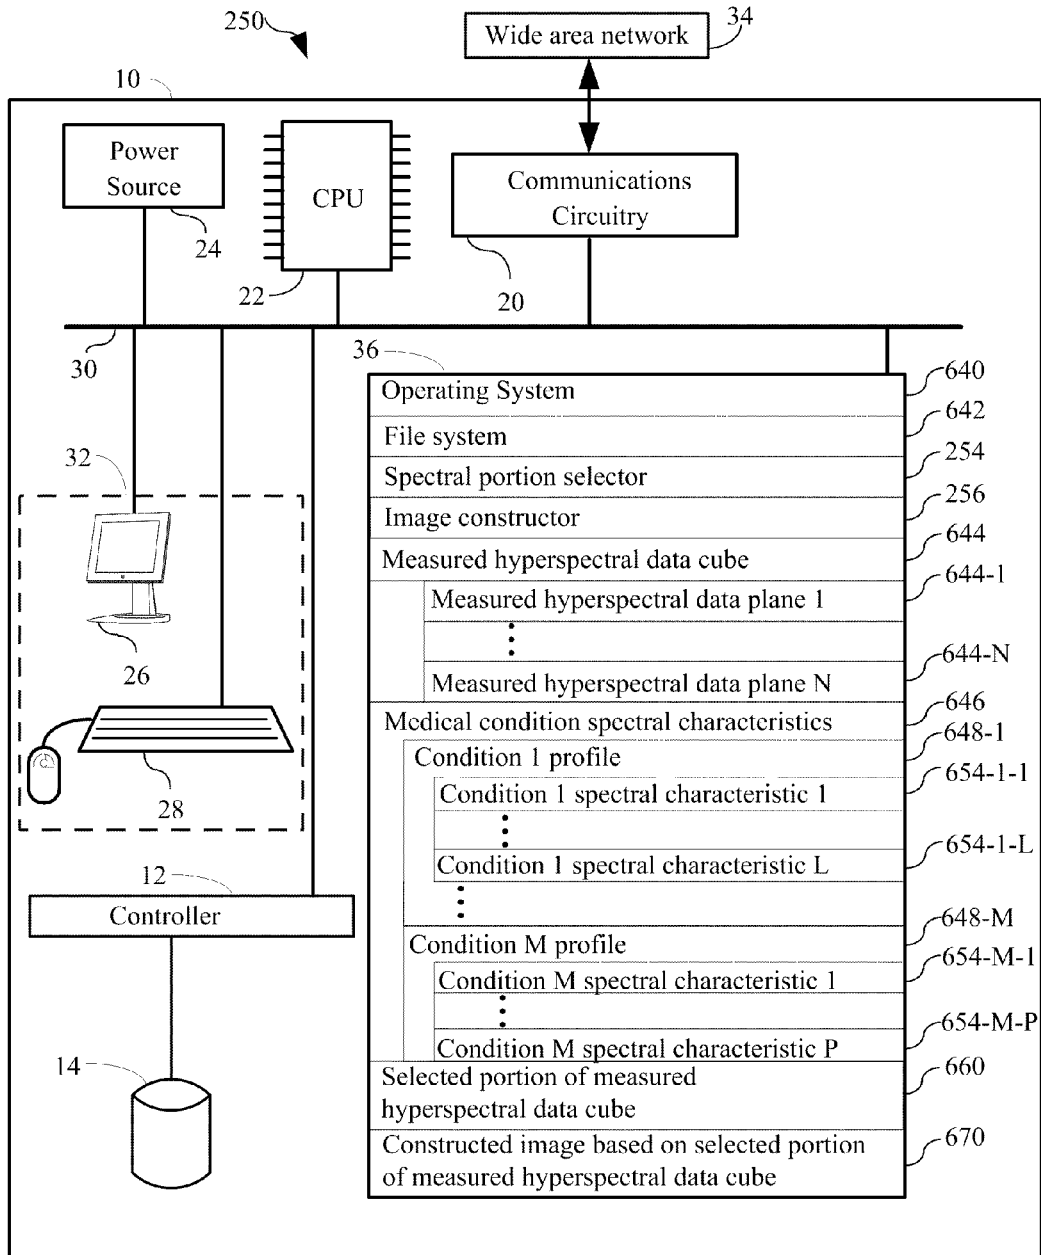 250
Wide area network
34
10
Power
Source
24
CPU
22
Communications
Circuitry
20
30
36
Operating System
640
File system
642
Spectral portion selector
254
Image constructor
256
Measured hyperspectral data cube
644
Measured hyperspectral data plane 1
644-1
Measured hyperspectral data plane N
644-N
Medical condition spectral characteristics
646
Condition 1 profile
648-1
Condition 1 spectral characteristic 1
654-1-1
Condition 1 spectral characteristic L
654-1-L
Condition M profile
648-M
Condition M spectral characteristic 1
654-M-1
Condition M spectral characteristic P
654-M-P
Selected portion of measured
hyperspectral data cube
660
Constructed image based on selected portion
of measured hyperspectral data cube
670
32
26
28
12
Controller
14